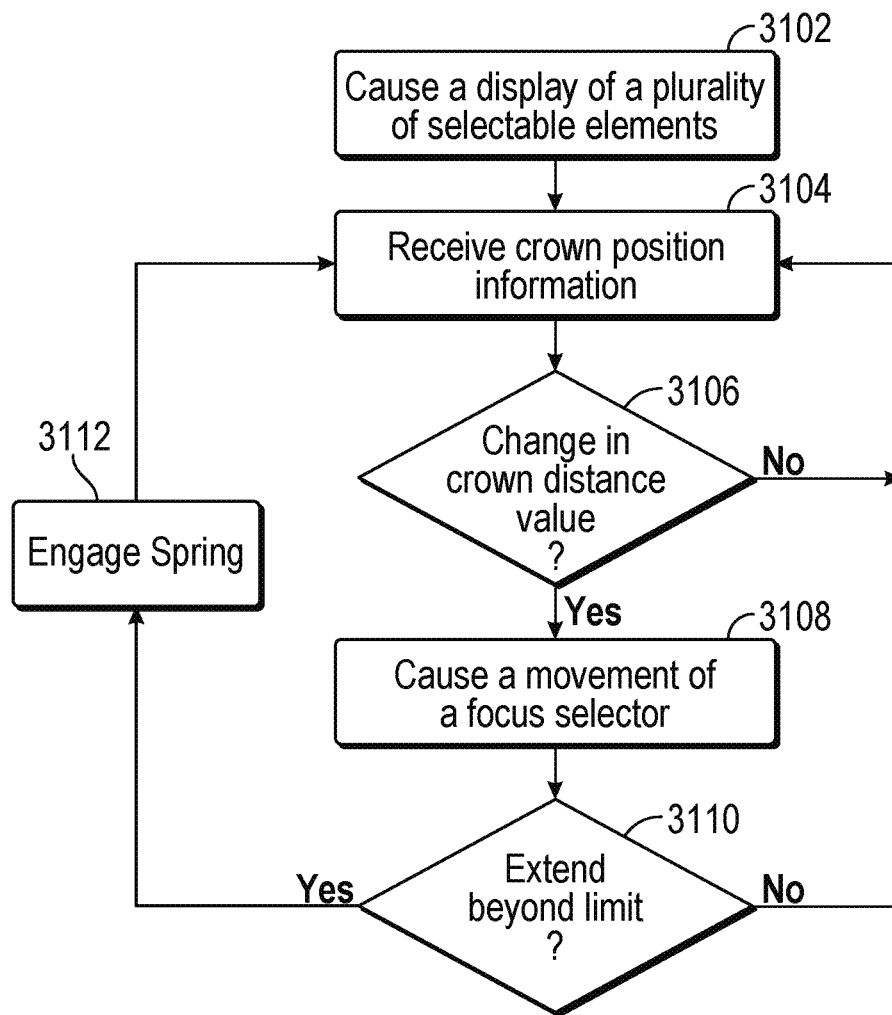 3102
Cause a display of a plurality
of selectable elements
3104
Receive crown position
information
3106
Change in
crown distance
value
?
No
Yes
3112
Engage Spring
3108
Cause a movement of
a focus selector
3110
Extend
beyond limit
?
Yes
No